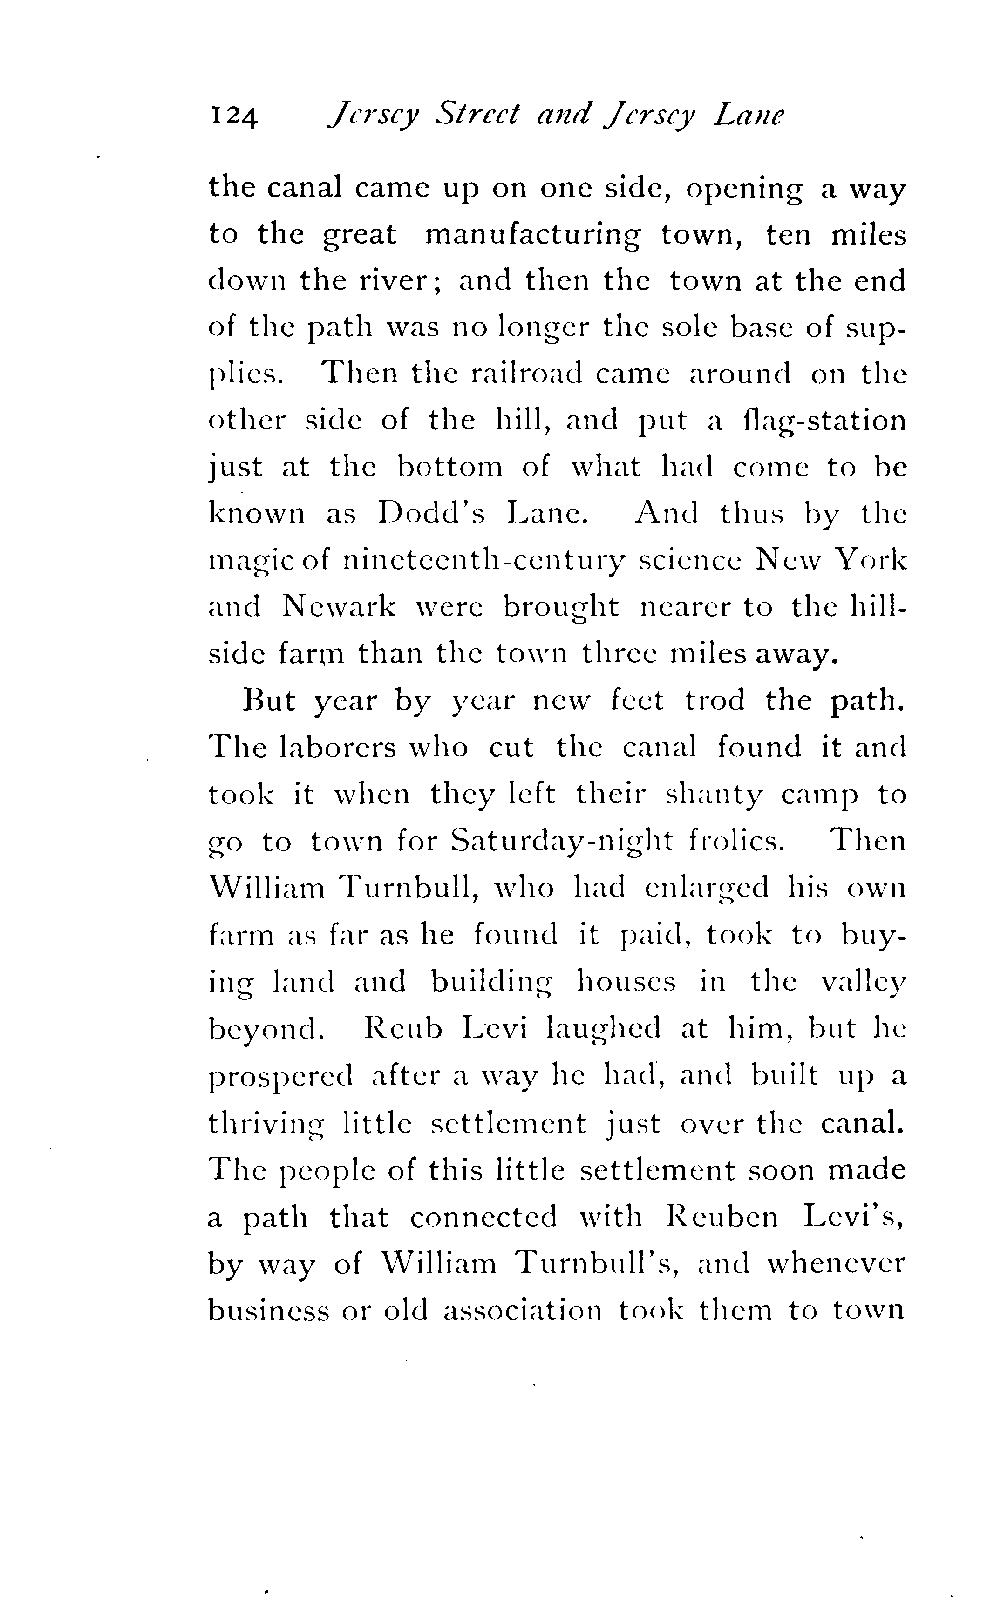 124 Jersey Street and Jersey Lane
the canal came up on one side, opening a way
to the great manufacturing town, ten miles
down the river; and then the town at the end
of the path was no longer the sole base of sup-
plies. Then the railroad came around on the
other side of the hill, and put a flag-station
just at the bottom of what had come to be
known as Dodd's Lane. And thus by the
magic of nineteenth-century science New York
and Newark were brought nearer to the hill-
side farm than the town three miles away.
But year by year new feet trod the path.
The laborers who cut the canal found it and
took it when they left their shanty camp to
go to town for Saturday-night frolics. Then
William Turnbull, who had enlarged his own
farm as far as he found it paid, took to buy-
ing land and building houses in the valley
beyond. Reub Levi laughed at him, but he
prospered after a way he had, and built up a
thriving little settlement just over the canal.
The people of this little settlement soon made
a path that connected with Reuben Levi's,
by way of William Turnbull's, and whenever
business or old association took them to town